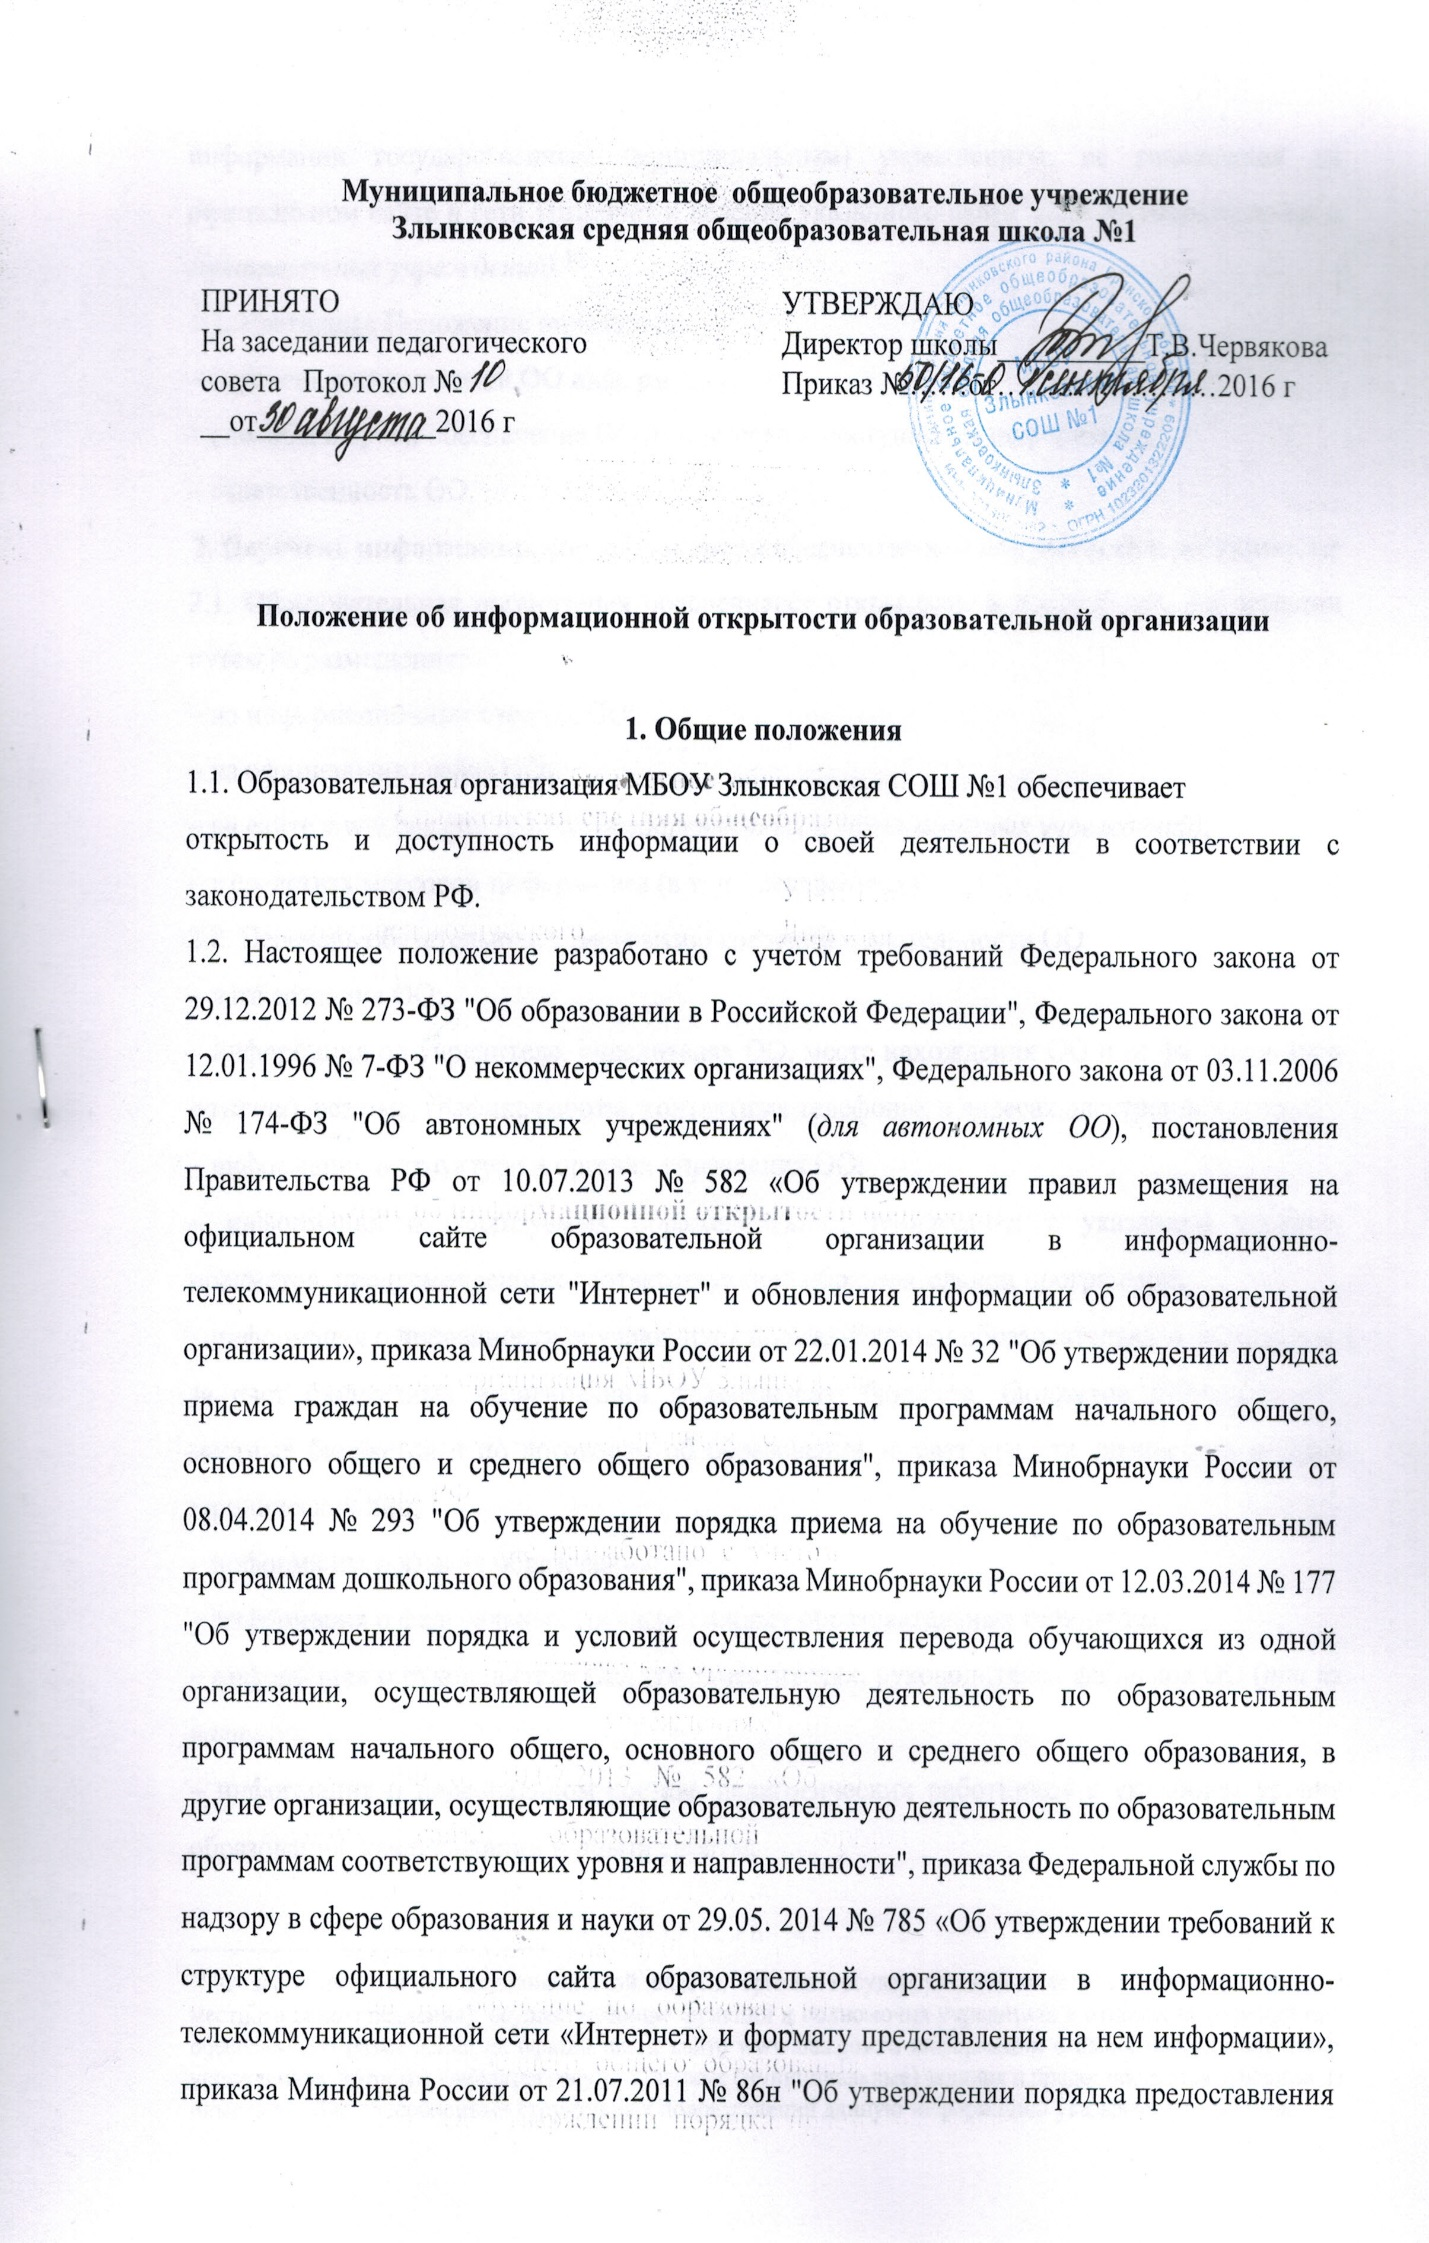 Муниципальное бюджетное общеобразовательное учреждение
Злынковская средняя общеобразовательная школа №1
ПРИНЯТО
На заседании педагогического
совета Протокол № 10
__от 30 августа 2016 г
УТВЕРЖДАЮ
Директор школы__________Т.В.Червякова
Приказ № от сентября 2016 г
Злынковская
СОШ №1
ОГРН 1023201322209
Положение об информационной открытости образовательной организации
1. Общие положения
1.1. Образовательная организация МБОУ Злынковская СОШ №1 обеспечивает
открытость и доступность информации о своей деятельности в соответствии с
законодательством РФ.
1.2. Настоящее положение разработано с учетом требований Федерального закона от
29.12.2012 № 273-ФЗ "Об образовании в Российской Федерации", Федерального закона от
12.01.1996 № 7-ФЗ "О некоммерческих организациях", Федерального закона от 03.11.2006
№ 174-ФЗ "Об автономных учреждениях" (для автономных ОО), постановления
Правительства РФ от 10.07.2013 № 582 «Об утверждении правил размещения на
официальном сайте образовательной организации в информационно-
телекоммуникационной сети "Интернет" и обновления информации об образовательной
организации», приказа Минобрнауки России от 22.01.2014 № 32 "Об утверждении порядка
приема граждан на обучение по образовательным программам начального общего,
основного общего и среднего общего образования", приказа Минобрнауки России от
08.04.2014 № 293 "Об утверждении порядка приема на обучение по образовательным
программам дошкольного образования", приказа Минобрнауки России от 12.03.2014 № 177
"Об утверждении порядка и условий осуществления перевода обучающихся из одной
организации, осуществляющей образовательную деятельность по образовательным
программам начального общего, основного общего и среднего общего образования, в
другие организации, осуществляющие образовательную деятельность по образовательным
программам соответствующих уровня и направленности", приказа Федеральной службы по
надзору в сфере образования и науки от 29.05. 2014 № 785 «Об утверждении требований к
структуре официального сайта образовательной организации в информационно-
телекоммуникационной сети «Интернет» и формату представления на нем информации»,
приказа Минфина России от 21.07.2011 № 86н "Об утверждении порядка предоставления